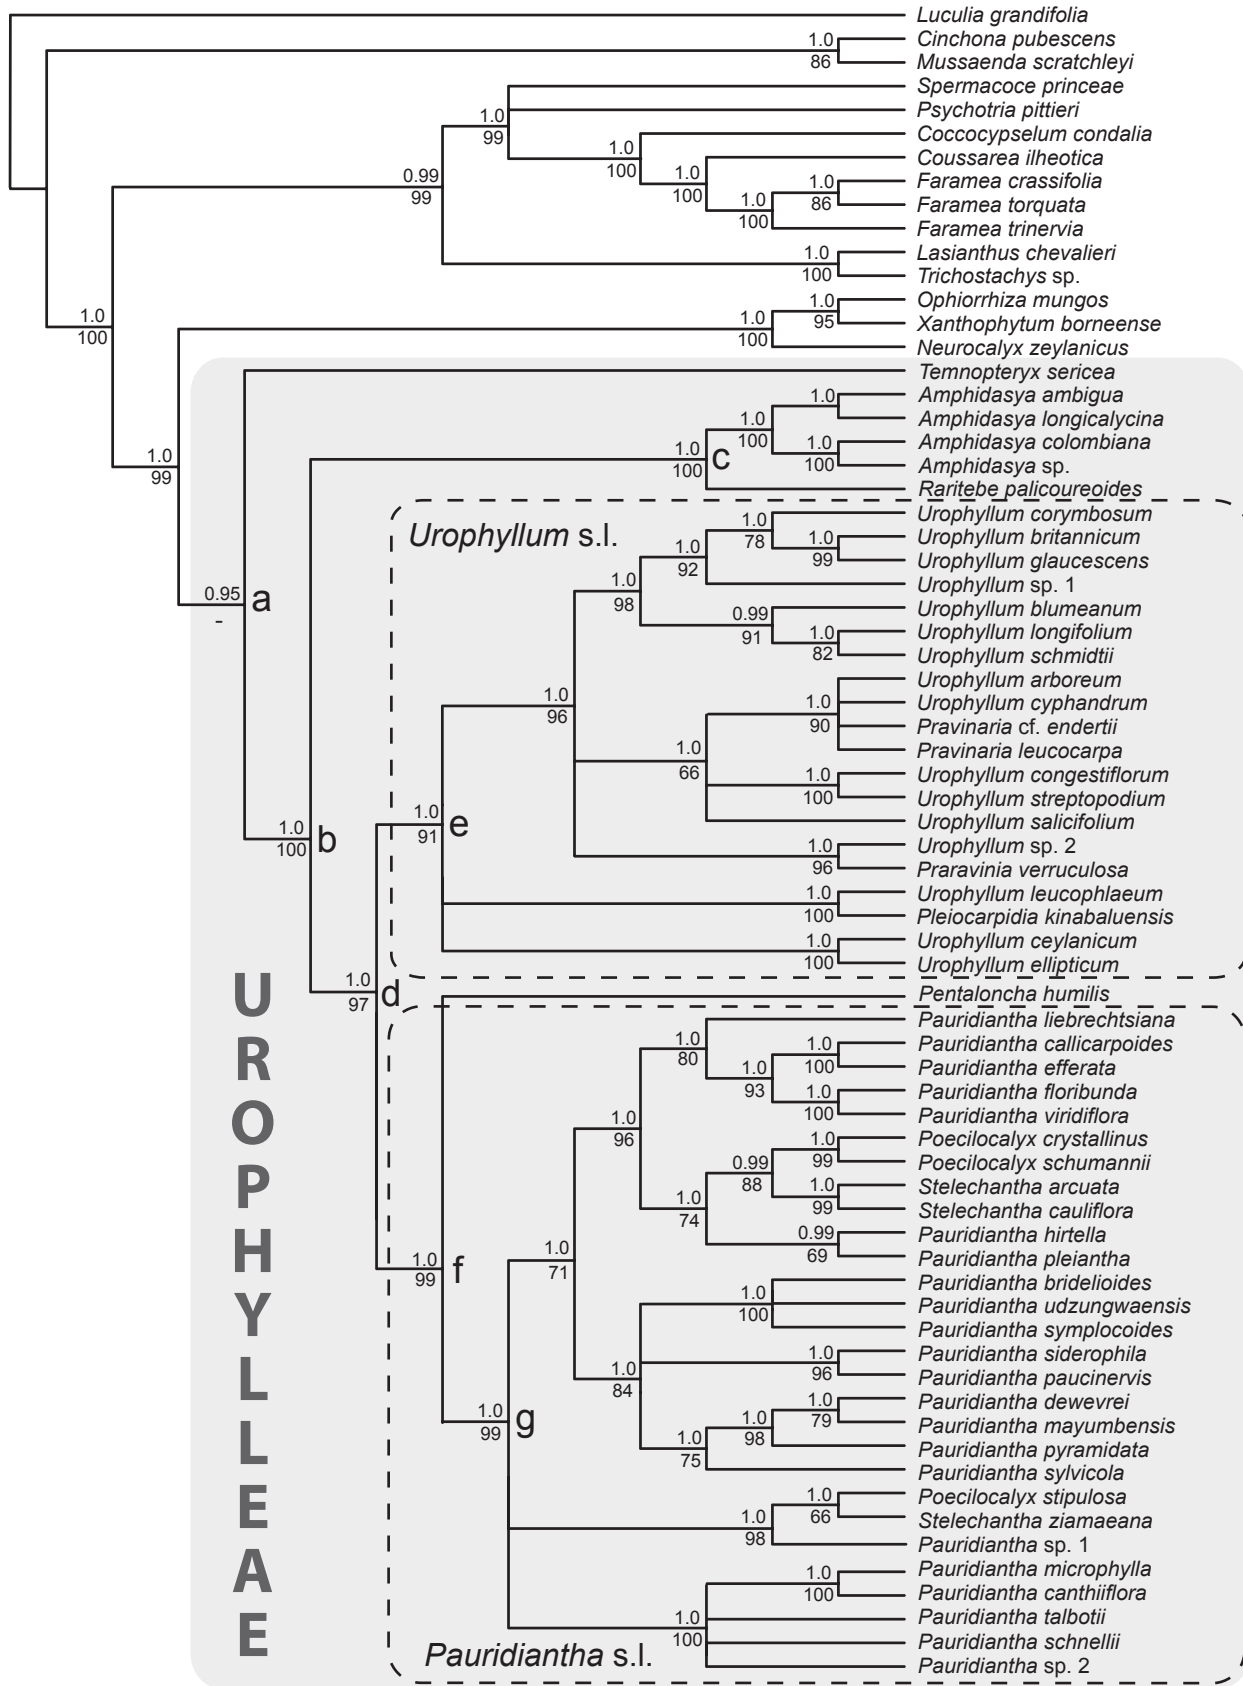 Luculia grandifolia
1.0
Cinchona pubescens
86
Mussaenda scratchleyi
Spermacoce princeae
1.0
Psychotria pittieri
99
1.0
Coccocypselum condalia
100
1.0
Coussarea ilheotica
100
0.99
99
1.0
Faramea crassifolia
86
1.0
Faramea torquata
100
Faramea trinervia
1.0
Lasianthus chevalieri
100
Trichostachys sp.
1.0
100
1.0
Ophiorrhiza mungos
95
1.0
Xanthophytum borneense
100
Neurocalyx zeylanicus
Temnopteryx sericea
1.0
Amphidasya ambigua
1.0
100
Amphidasya longicalycina
1.0
Amphidasya colombiana
100
1.0
100
c
Amphidasya sp.
1.0
99
Raritebe palicoureoides
Urophyllum s.l.
1.0
Urophyllum corymbosum
78
1.0
Urophyllum britannicum
99
1.0
92
Urophyllum glaucescens
Urophyllum sp. 1
1.0
98
0.95
-
a
0.99
Urophyllum blumeanum
91
1.0
Urophyllum longifolium
82
Urophyllum schmidtii
1.0
96
Urophyllum arboreum
1.0
Urophyllum cyphandrum
90
Pravinaria cf. endertii
Pravinaria leucocarpa
1.0
66
1.0
Urophyllum congestiflorum
100
Urophyllum streptopodium
Urophyllum salicifolium
1.0
91
e
1.0
100
b
1.0
Urophyllum sp. 2
96
Praravinia verruculosa
1.0
Urophyllum leucophlaeum
100
Pleiocarpidia kinabaluensis
1.0
Urophyllum ceylanicum
100
Urophyllum ellipticum
1.0
97
d
Pentaloncha humilis
Pauridiantha liebrechtsiana
1.0
80
1.0
Pauridiantha callicarpoides
100
Pauridiantha efferata
1.0
93
1.0
Pauridiantha floribunda
100
Pauridiantha viridiflora
1.0
96
1.0
Poecilocalyx crystallinus
99
Poecilocalyx schumannii
0.99
88
1.0
Stelechantha arcuata
99
Stelechantha cauliflora
1.0
74
0.99
Pauridiantha hirtella
69
Pauridiantha pleiantha
1.0
71
1.0
99
f
Pauridiantha bridelioides
1.0
Pauridiantha udzungwaensis
100
Pauridiantha symplocoides
1.0
Pauridiantha siderophila
96
Pauridiantha paucinervis
1.0
84
1.0
Pauridiantha dewevrei
79
Pauridiantha mayumbensis
1.0
98
Pauridiantha pyramidata
1.0
75
Pauridiantha sylvicola
1.0
99
g
1.0
Poecilocalyx stipulosa
66
Stelechantha ziamaeana
1.0
98
Pauridiantha sp. 1
1.0
Pauridiantha microphylla
100
Pauridiantha canthiiflora
1.0
Pauridiantha talbotii
100
Pauridiantha schnellii
Pauridiantha s.l.
Pauridiantha sp. 2
UROPHYLLEAE